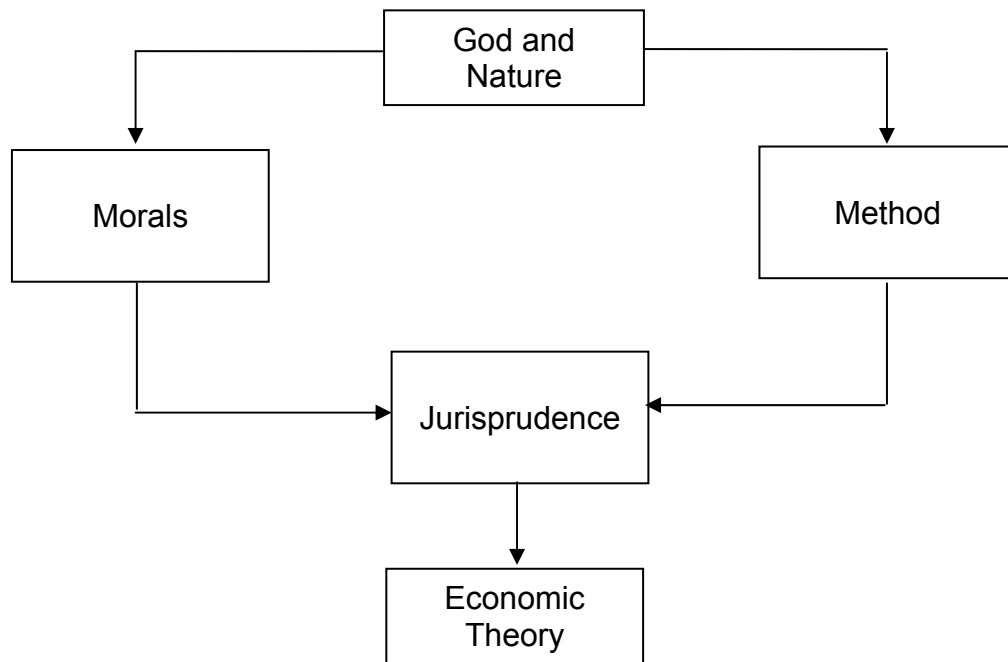 God and
Nature
Morals
Method
Jurisprudence
Economic
Theory